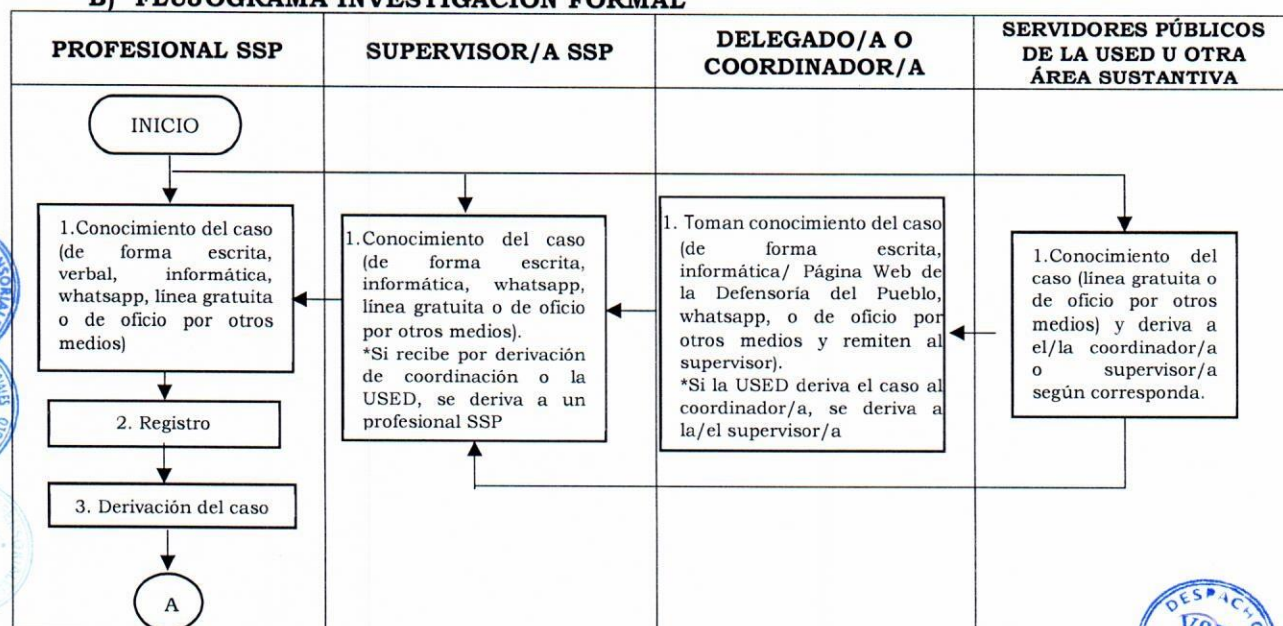 B) FLUJOGRAMA INVESTIGACIÓN FORMAL
PROFESIONAL SSP
SUPERVISOR/A SSP
DELEGADO/A O
COORDINADOR/A
SERVIDORES PÚBLICOS
DE LA USED U OTRA
ÁREA SUSTANTIVA
INICIO
1.Conocimiento del caso
(de forma escrita,
verbal, informática,
whatsapp, línea gratuita
o de oficio por otros
medios)
2. Registro
3. Derivación del caso
A
1.Conocimiento del caso
(de forma escrita,
informática, whatsapp,
línea gratuita o de oficio
por otros medios).
*Si recibe por derivación
de coordinación o la
USED, se deriva a un
profesional SSP
1. Toman conocimiento del caso
(de forma escrita,
informática/ Página Web de
la Defensoría del Pueblo,
whatsapp, o de oficio por
otros medios y remiten al
supervisor).
*Si la USED deriva el caso al
coordinador/a, se deriva a
la/el supervisor/a
1.Conocimiento del
caso (línea gratuita o
de oficio por otros
medios) y deriva a
el/la coordinador/a
o supervisor/a
según corresponda.
DESPACHO